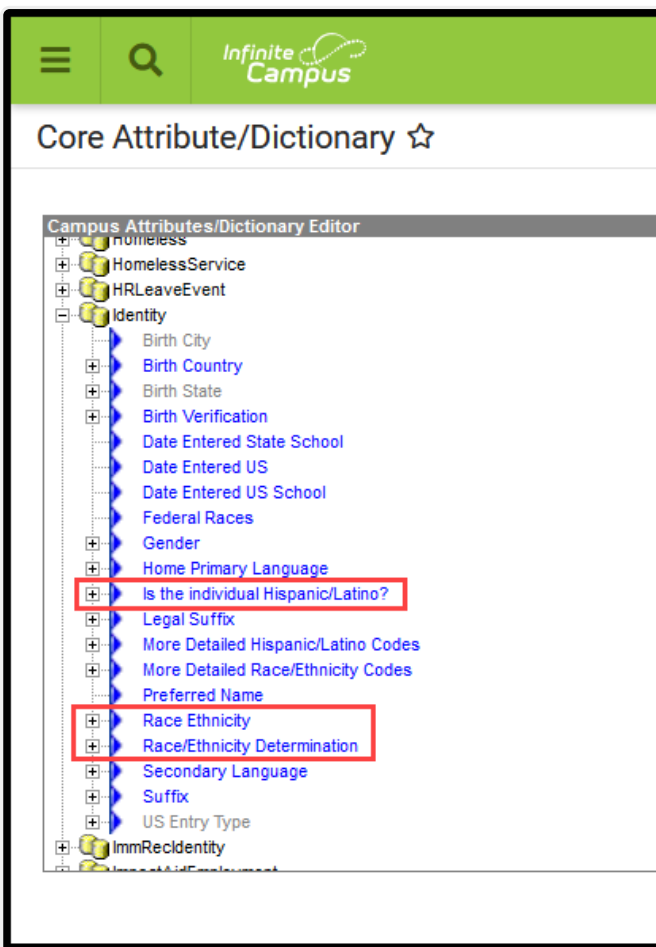 Infinite
Campus
Core Attribute/Dictionary
Campus Attributes/Dictionary Editor
Homeless
HomelessService
HRLeaveEvent
Identity
Birth City
Birth Country
Birth State
Birth Verification
Date Entered State School
Date Entered US
Date Entered US School
Federal Races
Gender
Home Primary Language
Is the individual Hispanic/Latino?
Legal Suffix
More Detailed Hispanic/Latino Codes
More Detailed Race/Ethnicity Codes
Preferred Name
Race Ethnicity
Race/Ethnicity Determination
Secondary Language
Suffix
US Entry Type
ImmRecIdentity
ImpactAidEmployment